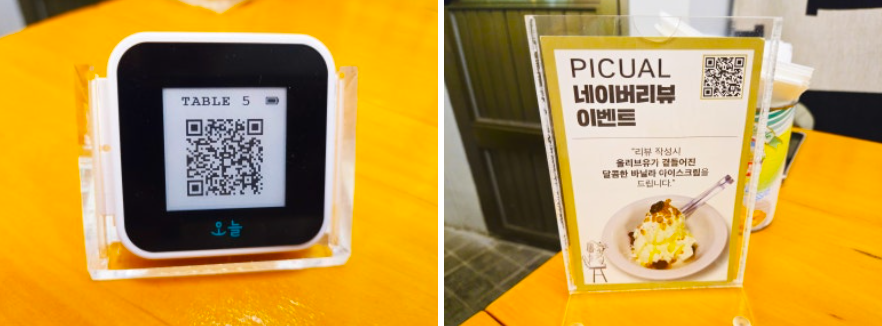 TABLE 5
오늘
PICUAL
네이버리뷰
이벤트
"리뷰 작성시
올리브유가 곁들어진
달콤한 바닐라 아이스크림을
드립니다."